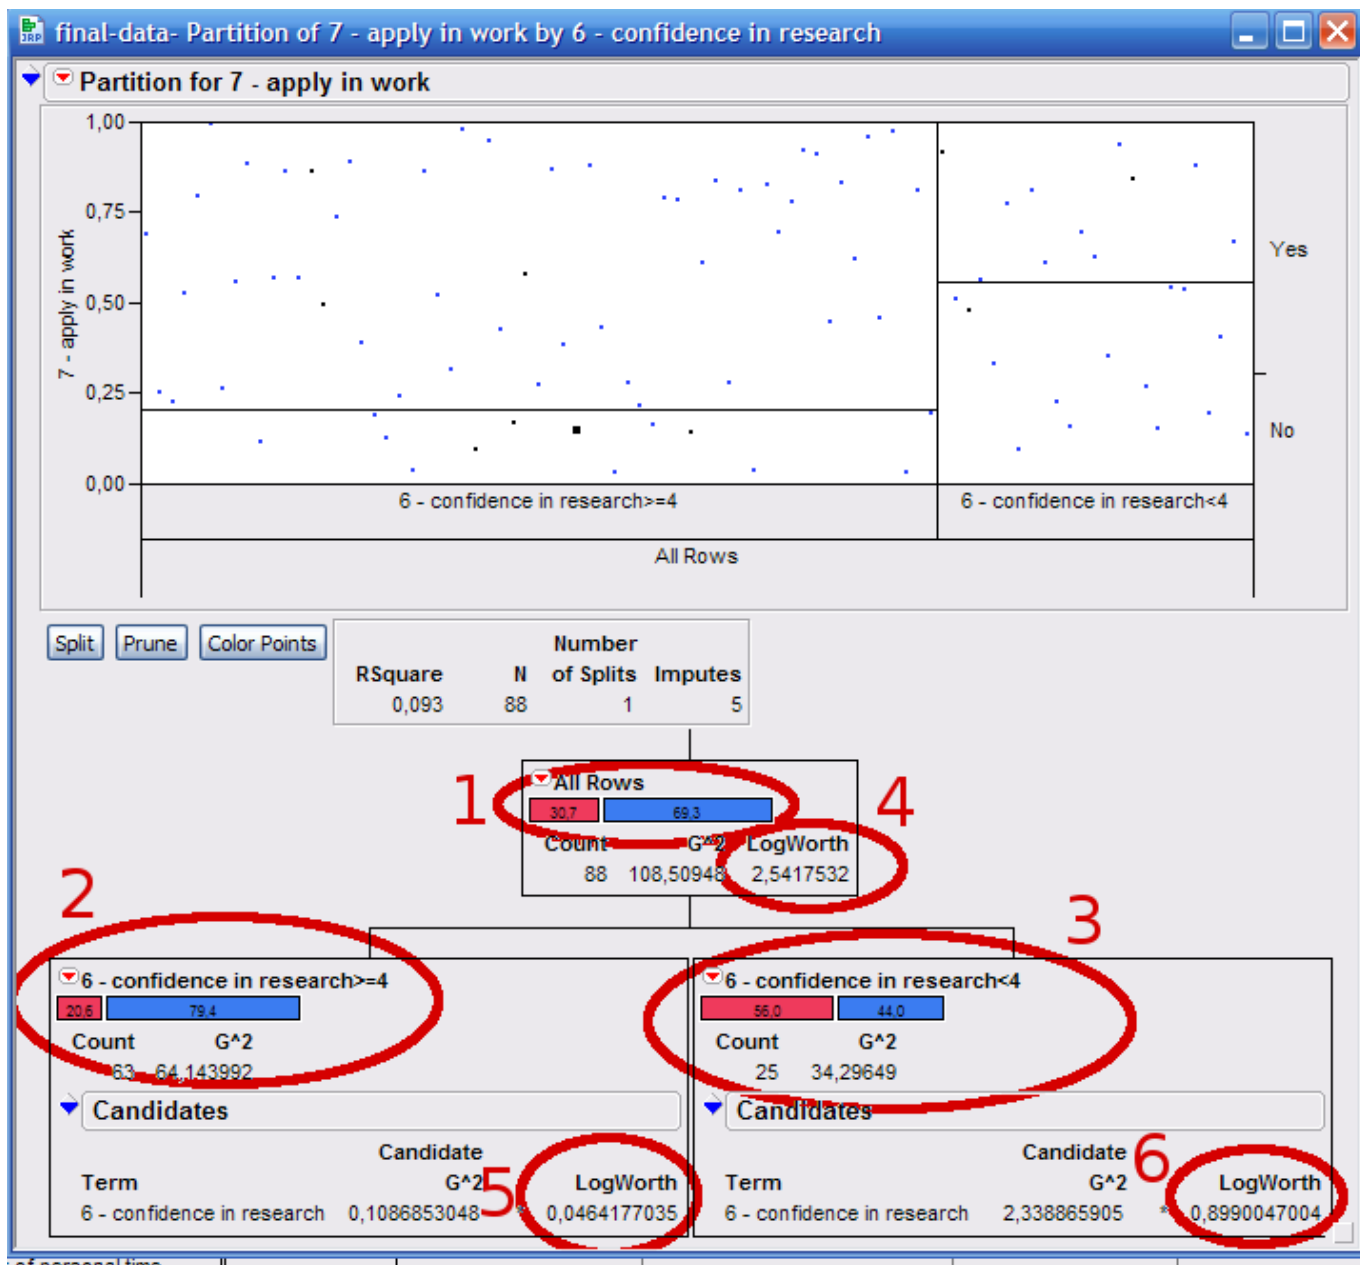 JRP final-data- Partition of 7 - apply in work by 6 - confidence in research
Partition for 7 - apply in work
1,00
0,75
0,50
0,25
0,00
7 - apply in work
Yes
No
6 - confidence in research>=4 6 - confidence in research<4
All Rows
Split Prune Color Points
Number
RSquare N of Splits Imputes
0,093 88 1 5
1
4
All Rows
30,7 69,3
Count G^2 LogWorth
88 108,50948 2,5417532
2
3
6 - confidence in research>=4
20,6 79,4
Count G^2
63 64,143992
Candidates
Candidate
Term G^2 LogWorth
6 - confidence in research 0,1086853048 * 0,0464177035
5
6 - confidence in research<4
56,0 44,0
Count G^2
25 34,29649
Candidates
Candidate
Term G^2 LogWorth
6 - confidence in research 2,338865905 * 0,8990047004
6
of personal time